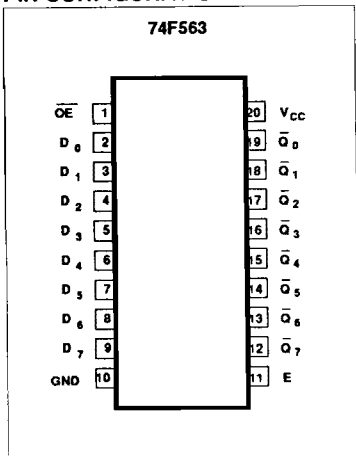 74F563
O̅E̅ 1 20 VCC
D0 2 19 Q̅0
D1 3 18 Q̅1
D2 4 17 Q̅2
D3 5 16 Q̅3
D4 6 15 Q̅4
D5 7 14 Q̅5
D6 8 13 Q̅6
D7 9 12 Q̅7
GND 10 11 E